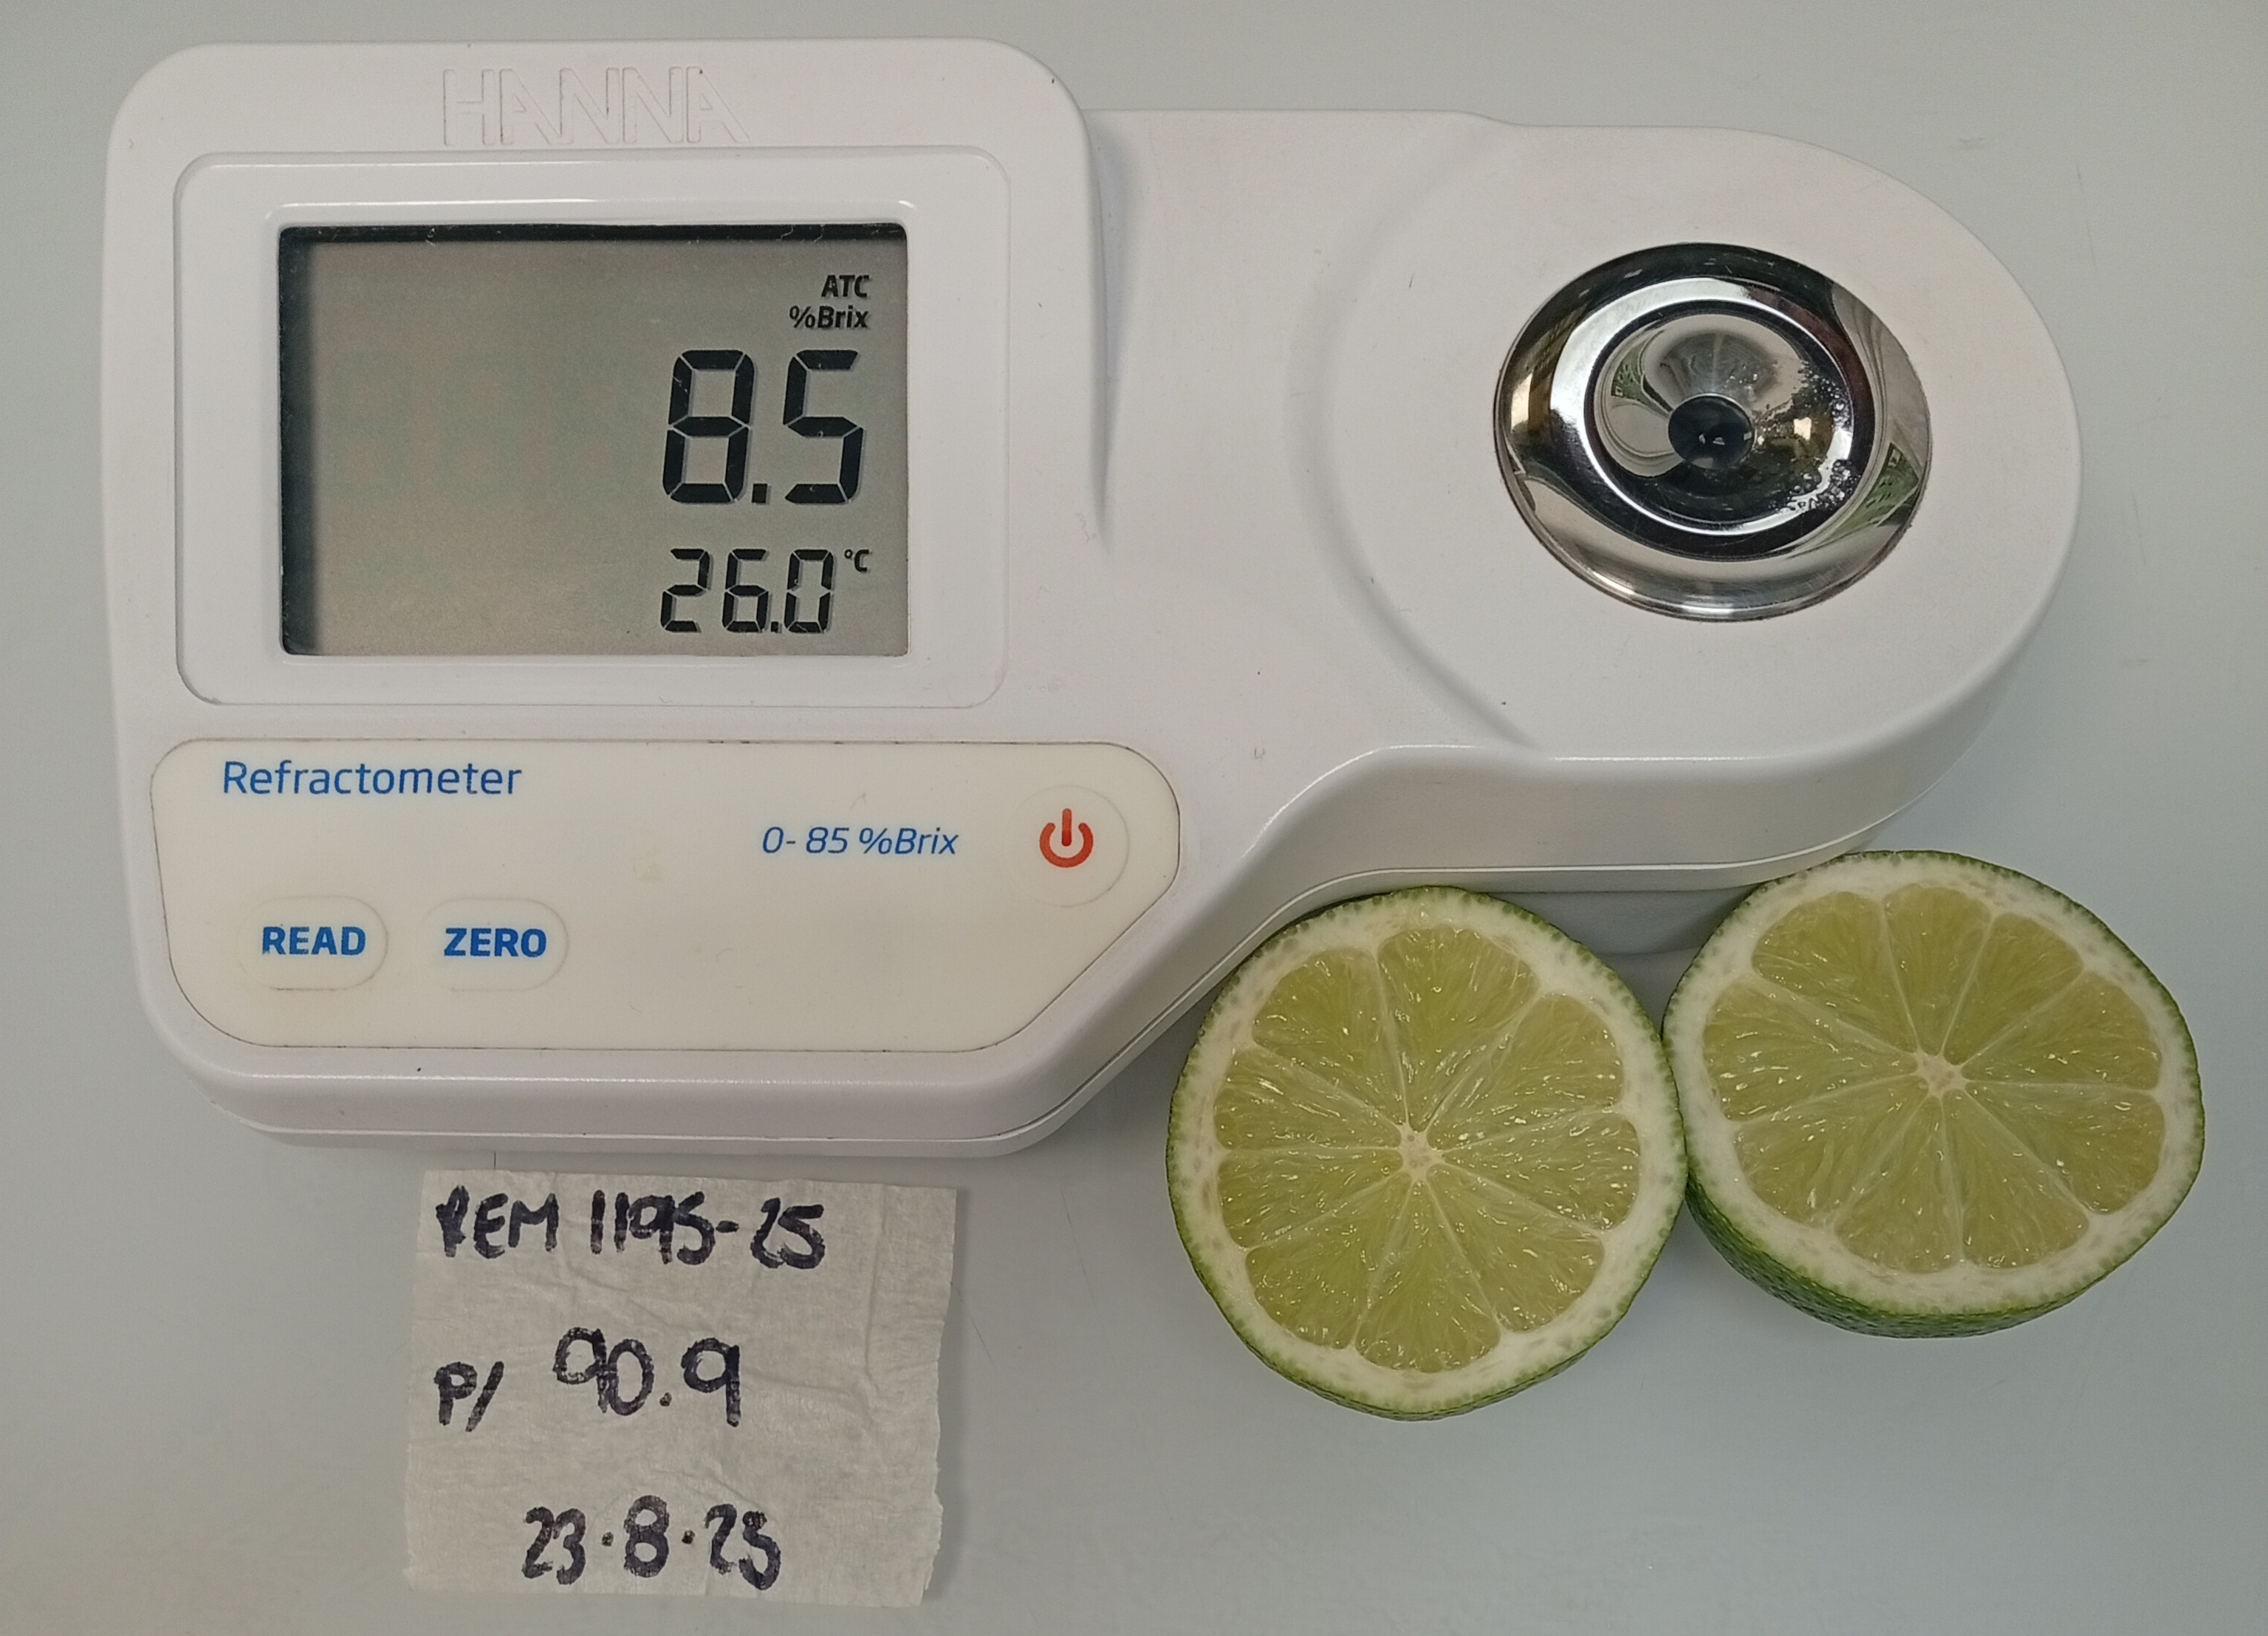 HANNA
ATC
%Brix
8.5
26.0 °C
Refractometer
0- 85 %Brix
READ ZERO
REM 1195-25
P/ 90.9
23.8.25